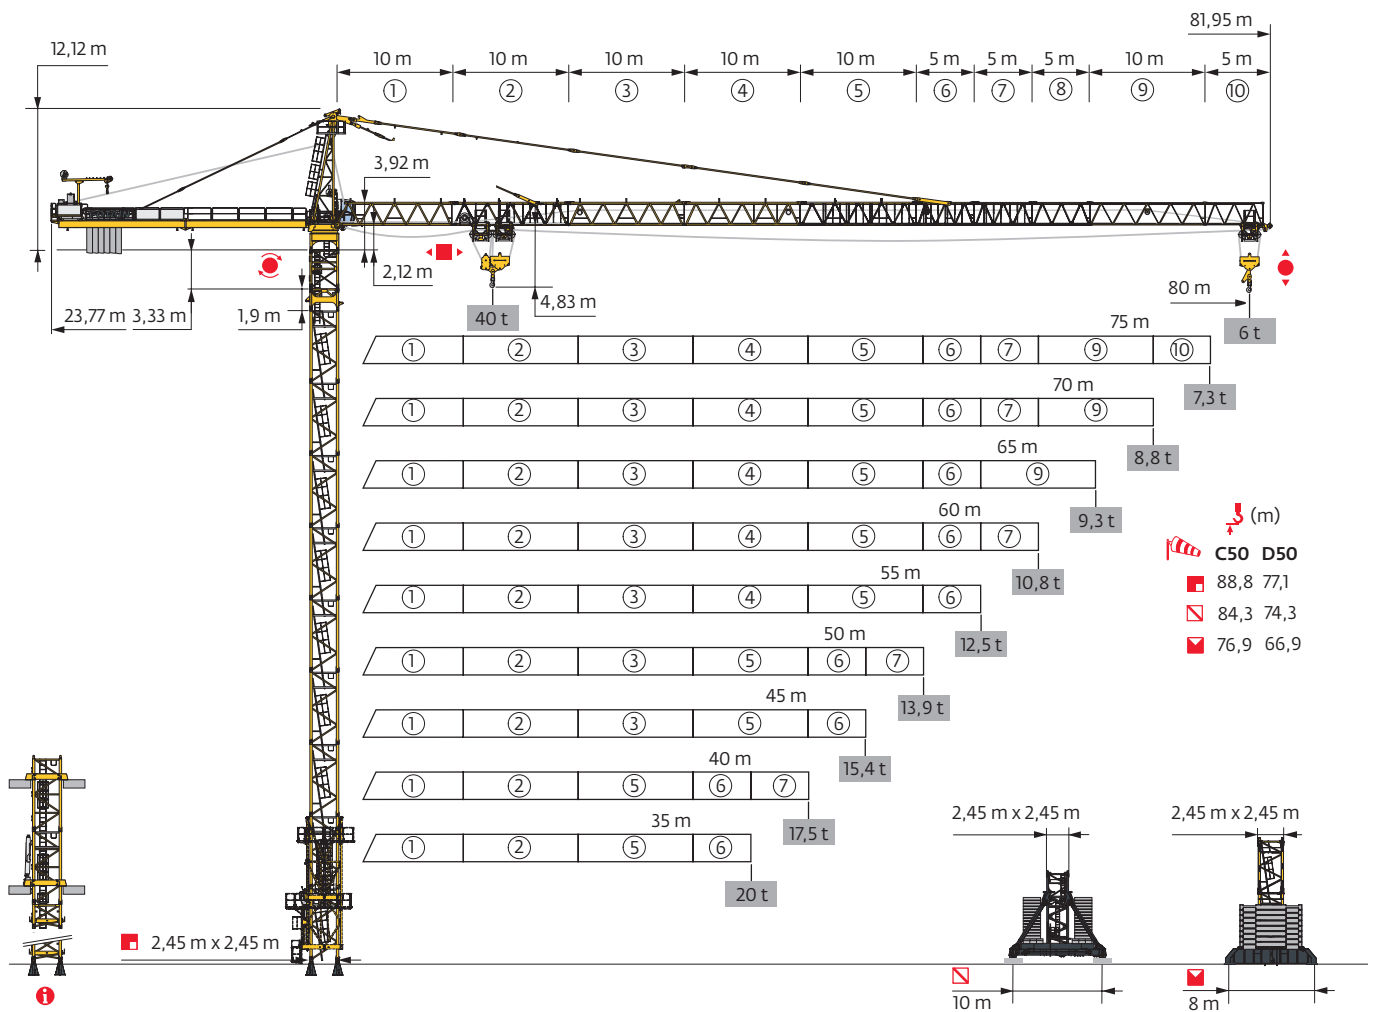 81,95 m
12,12 m
10 m 10 m 10 m 10 m 10 m 5 m 5 m 5 m 10 m 5 m
1 2 3 4 5 6 7 8 9 10
3,92 m
2,12 m
4,83 m
80 m
23,77 m 3,33 m 1,9 m
40 t
6 t
75 m
1 2 3 4 5 6 7 9 10
7,3 t
70 m
1 2 3 4 5 6 7 9
8,8 t
65 m
1 2 3 4 5 6 9
9,3 t
60 m
1 2 3 4 5 6 7
10,8 t
55 m
1 2 3 4 5 6
12,5 t
50 m
1 2 3 5 6 7
13,9 t
45 m
1 2 3 5 6
15,4 t
40 m
1 2 5 6 7
17,5 t
35 m
1 2 5 6
20 t
(m)
C50 D50
88,8 77,1
84,3 74,3
76,9 66,9
2,45 m x 2,45 m
2,45 m x 2,45 m
2,45 m x 2,45 m
10 m
8 m
i